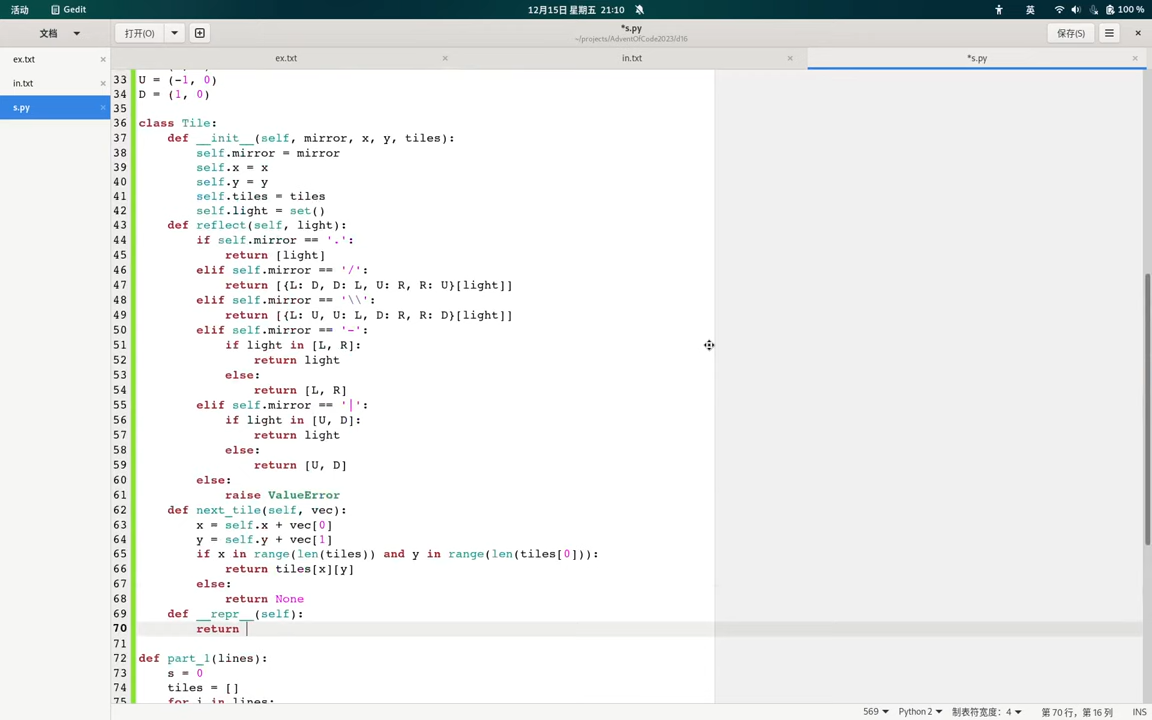 活动 Gedit 12月15日星期五 21:10 英 100 %
文档 打开(O) *s.py 保存(S)
~/projects/AdventOfCode2023/d16
ex.txt ex.txt in.txt *s.py
in.txt
s.py
33 U = (-1, 0)
34 D = (1, 0)
35
36 class Tile:
37     def __init__(self, mirror, x, y, tiles):
38         self.mirror = mirror
39         self.x = x
40         self.y = y
41         self.tiles = tiles
42         self.light = set()
43     def reflect(self, light):
44         if self.mirror == '.':
45             return [light]
46         elif self.mirror == '/':
47             return [{L: D, D: L, U: R, R: U}[light]]
48         elif self.mirror == '\\':
49             return [{L: U, U: L, D: R, R: D}[light]]
50         elif self.mirror == '-':
51             if light in [L, R]:
52                 return light
53             else:
54                 return [L, R]
55         elif self.mirror == '|':
56             if light in [U, D]:
57                 return light
58             else:
59                 return [U, D]
60         else:
61             raise ValueError
62     def next_tile(self, vec):
63         x = self.x + vec[0]
64         y = self.y + vec[1]
65         if x in range(len(tiles)) and y in range(len(tiles[0])):
66             return tiles[x][y]
67         else:
68             return None
69     def __repr__(self):
70         return
71
72 def part_1(lines):
73     s = 0
74     tiles = []
75     for i in lines:
569 Python 2 制表符宽度：4 第 70 行，第 16 列 INS